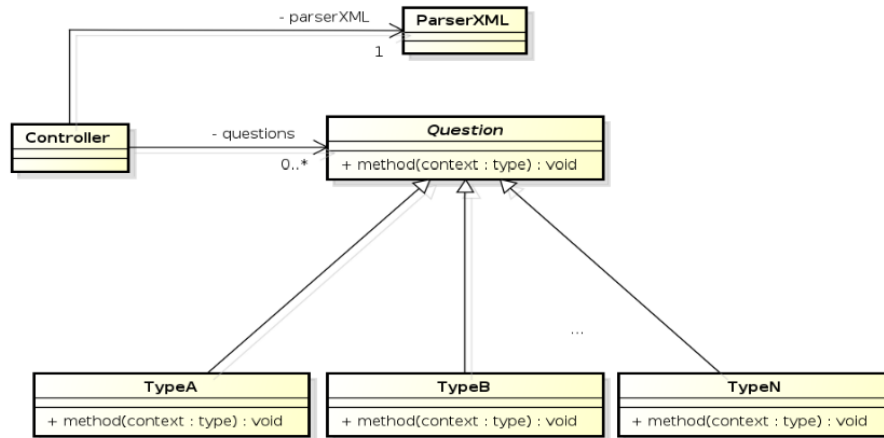 - parserXML
ParserXML
1
Controller
- questions
Question
0..*
+ method(context : type) : void
...
TypeA
TypeB
TypeN
+ method(context : type) : void
+ method(context : type) : void
+ method(context : type) : void